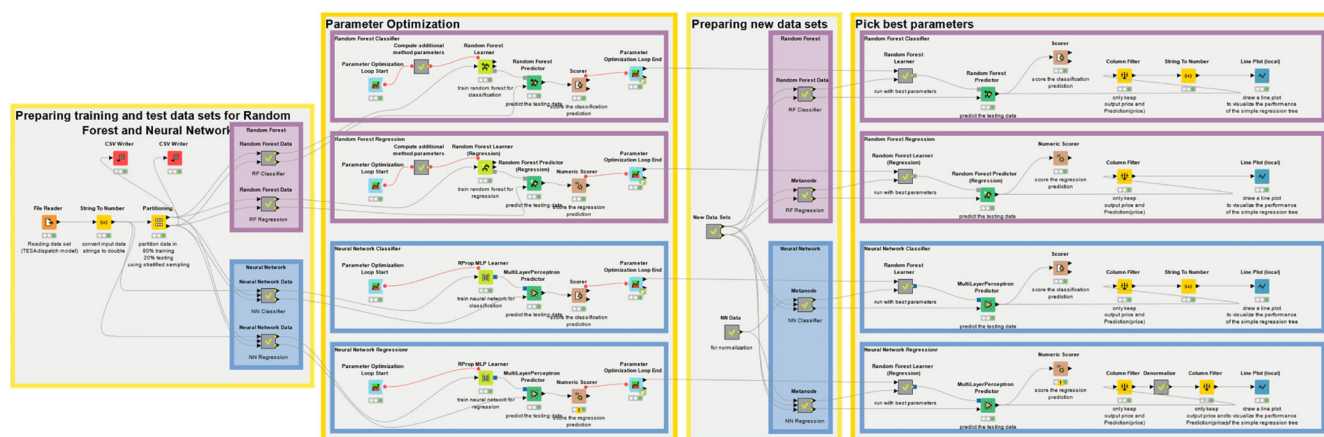 Preparing training and test data sets for Random
Forest and Neural Network
CSV Writer
CSV Writer
File Reader
Reading data set
(TESAdispatch model)
String To Number
convert input data
strings to double
Partitioning
partition data in
80% training
20% testing
using stratified sampling
Random Forest
Random Forest Data
RF Classifier
Random Forest Data
RF Regression
Neural Network
Neural Network Data
NN Classifier
Neural Network Data
NN Regression
Parameter Optimization
Random Forest Classifier
Parameter Optimization
Loop Start
Compute additional
method parameters
Random Forest
Learner
train random forest for
classification
Random Forest
Predictor
predict the testing data
Scorer
score the classification
prediction
Parameter
Optimization Loop End
Random Forest Regression
Parameter Optimization
Loop Start
Compute additional
method parameters
Random Forest Learner
(Regression)
train random forest for
regression
Random Forest Predictor
(Regression)
predict the testing data
Numeric Scorer
score the regression
prediction
Parameter
Optimization Loop End
Neural Network Classifier
Parameter Optimization
Loop Start
RProp MLP Learner
train neural network for
classification
MultiLayerPerceptron
Predictor
predict the testing data
Scorer
score the classification
prediction
Parameter
Optimization Loop End
Neural Network Regressionr
Parameter Optimization
Loop Start
RProp MLP Learner
train neural network for
regression
MultiLayerPerceptron
Predictor
predict the testing data
Numeric Scorer
score the regression
prediction
Parameter
Optimization Loop End
Preparing new data sets
New Data Sets
NN Data
for normalization
Random Forest
Random Forest Data
RF Classifier
Metanode
RF Regression
Neural Network
Metanode
NN Classifier
Metanode
NN Regression
Pick best parameters
Random Forest Classifier
Random Forest
Learner
run with best parameters
Random Forest
Predictor
predict the testing data
Scorer
score the classification
prediction
Column Filter
only keep
output price and
Prediction(price)
String To Number
Line Plot (local)
draw a line plot
to visualize the performance
of the simple regression tree
Random Forest Regression
Random Forest Learner
(Regression)
run with best parameters
Random Forest Predictor
(Regression)
predict the testing data
Numeric Scorer
score the regression
prediction
Column Filter
only keep
output price and
Prediction(price)
Line Plot (local)
draw a line plot
to visualize the performance
of the simple regression tree
Neural Network Classifier
Random Forest
Learner
run with best parameters
MultiLayerPerceptron
Predictor
predict the testing data
Scorer
score the classification
prediction
Column Filter
only keep
output price and
Prediction(price)
String To Number
Line Plot (local)
draw a line plot
to visualize the performance
of the simple regression tree
Neural Network Regressionr
Random Forest Learner
(Regression)
run with best parameters
MultiLayerPerceptron
Predictor
predict the testing data
Numeric Scorer
score the regression
prediction
Column Filter
only keep
output price and
Prediction(price)
Denormalize
Column Filter
only keep
output price and
Prediction(price)
Line Plot (local)
draw a line plot
to visualize the performance
of the simple regression tree